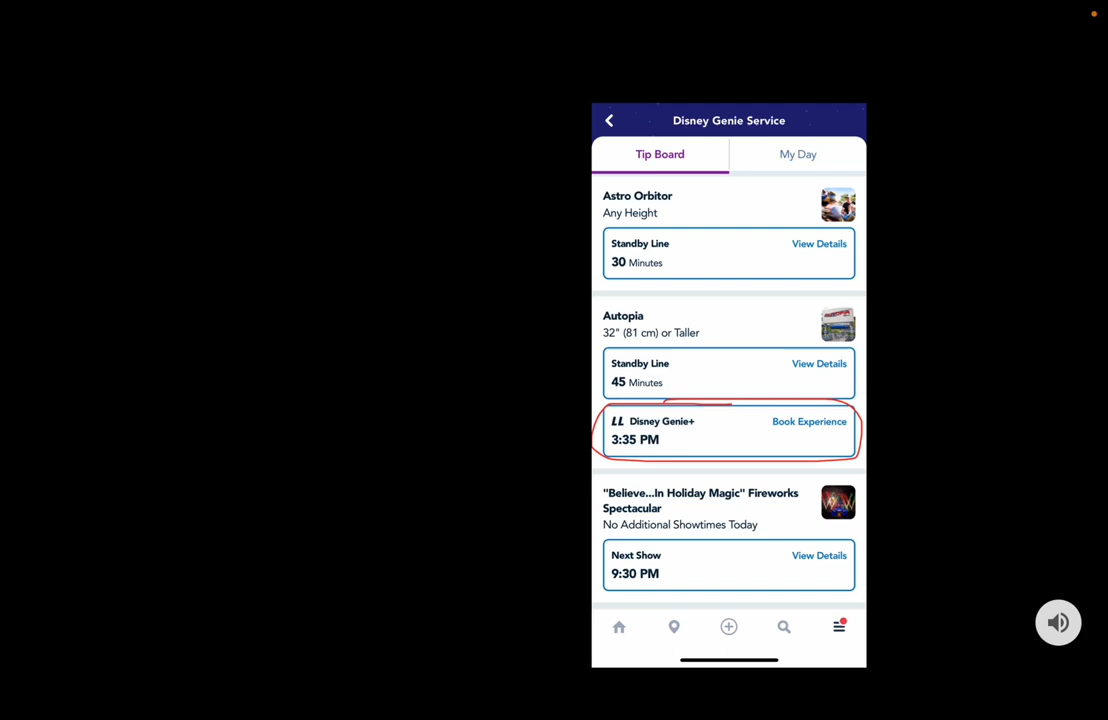 Disney Genie Service
Tip Board
My Day
Astro Orbitor
Any Height
Standby Line
View Details
30 Minutes
Autopia
32" (81 cm) or Taller
Standby Line
View Details
45 Minutes
LL Disney Genie+
Book Experience
3:35 PM
"Believe...In Holiday Magic" Fireworks
Spectacular
No Additional Showtimes Today
Next Show
View Details
9:30 PM